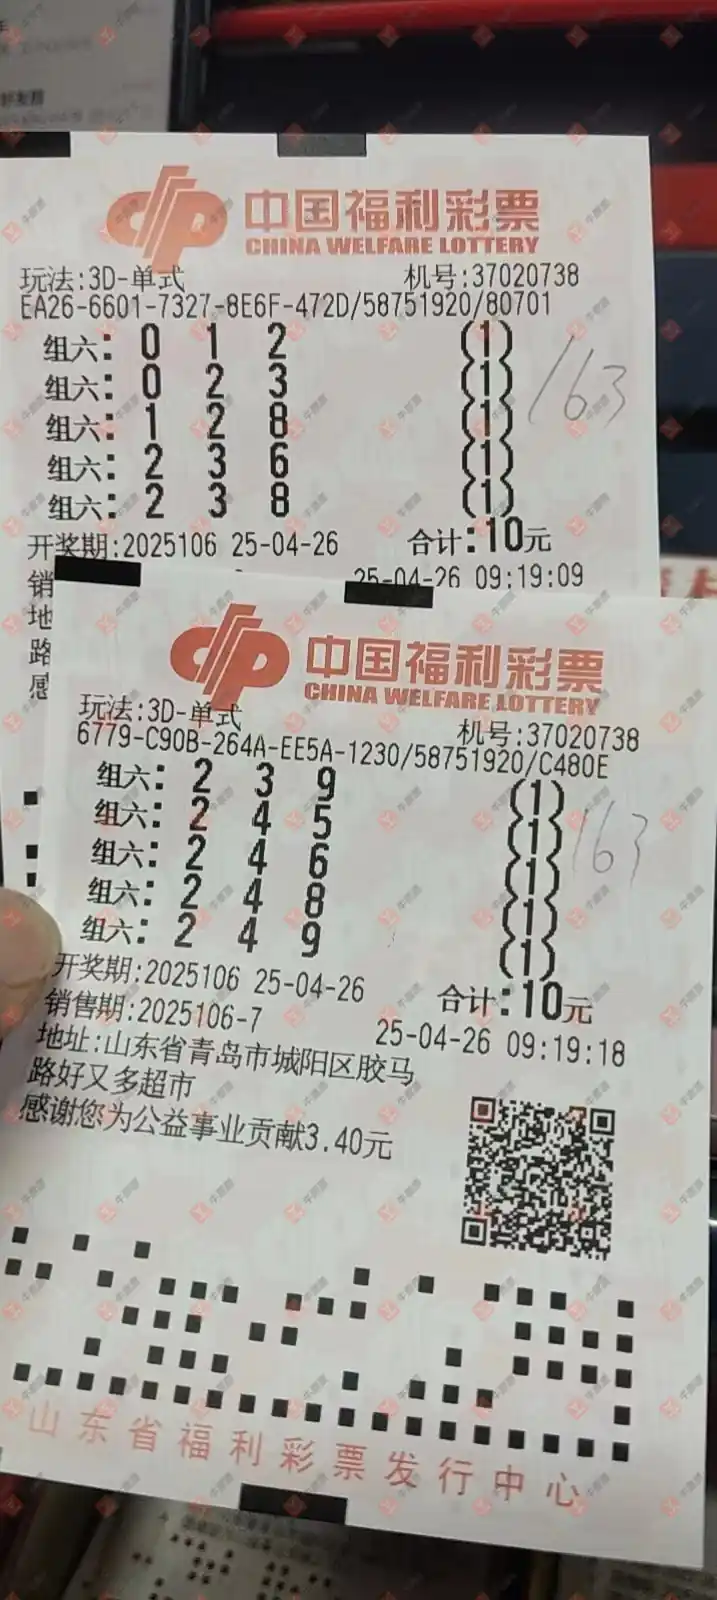 中国福利彩票
CHINA WELFARE LOTTERY
玩法:3D-单式 机号:37020738
EA26-6601-7327-8E6F-472D/58751920/80701
组六: 0 1 2 (1)
组六: 0 2 3 (1)
组六: 1 2 8 (1)
组六: 2 3 6 (1)
组六: 2 3 8 (1)
163
开奖期:2025106 25-04-26 合计:10元
销 25-04-26 09:19:09
地
路
感
中国福利彩票
CHINA WELFARE LOTTERY
玩法:3D-单式 机号:37020738
6779-C90B-264A-EE5A-1230/58751920/C480E
组六: 2 3 9 (1)
组六: 2 4 5 (1)
组六: 2 4 6 (1)
组六: 2 4 8 (1)
组六: 2 4 9 (1)
163
开奖期:2025106 25-04-26 合计:10元
销售期:2025106-7 25-04-26 09:19:18
地址:山东省青岛市城阳区胶马
路好又多超市
感谢您为公益事业贡献3.40元
山东省福利彩票发行中心